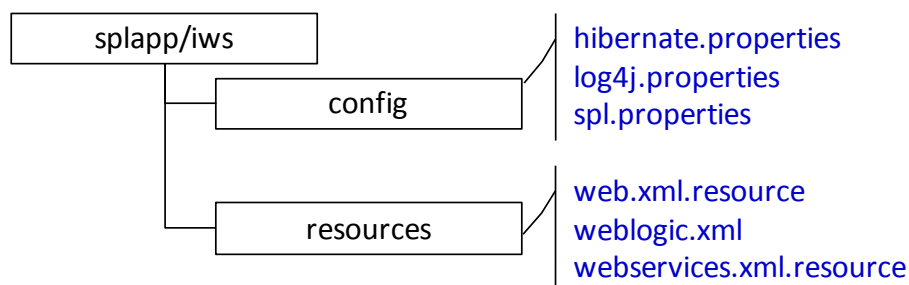 splapp/iws
config
hibernate.properties
log4j.properties
spl.properties
resources
web.xml.resource
weblogic.xml
webservices.xml.resource